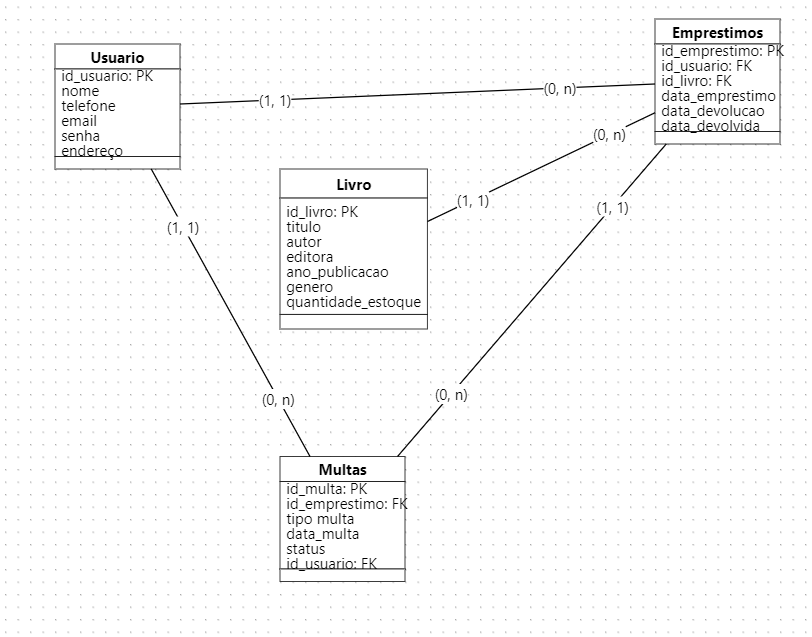 Usuario
id_usuario: PK
nome
telefone
email
senha
endereço
Emprestimos
id_emprestimo: PK
id_usuario: FK
id_livro: FK
data_emprestimo
data_devolucao
data_devolvida
(1, 1)
(0, n)
(0, n)
(1, 1)
Livro
id_livro: PK
titulo
autor
editora
ano_publicacao
genero
quantidade_estoque
(1, 1)
(1, 1)
(0, n)
(0, n)
Multas
id_multa: PK
id_emprestimo: FK
tipo multa
data_multa
status
id_usuario: FK